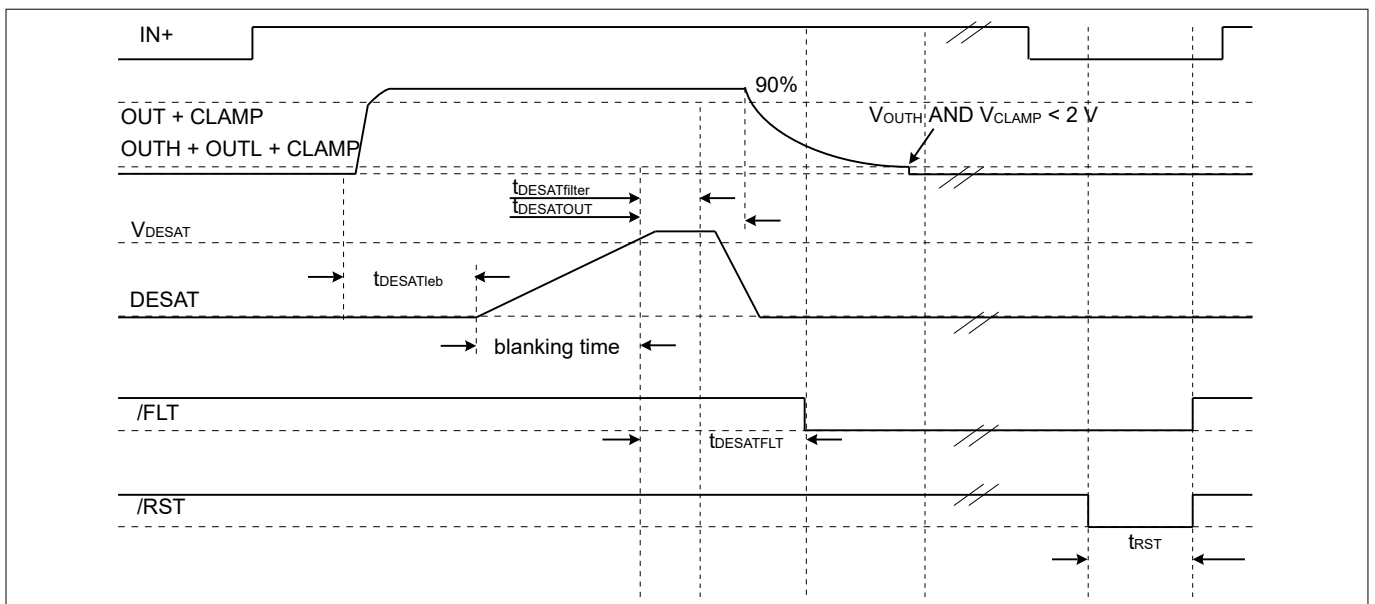 IN+
90%
OUT + CLAMP
VOUTH AND VCLAMP < 2 V
OUTH + OUTL + CLAMP
tDESATfilter
tDESATOUT
VDESAT
tDESATleb
DESAT
blanking time
/FLT
tDESATFLT
/RST
tRST